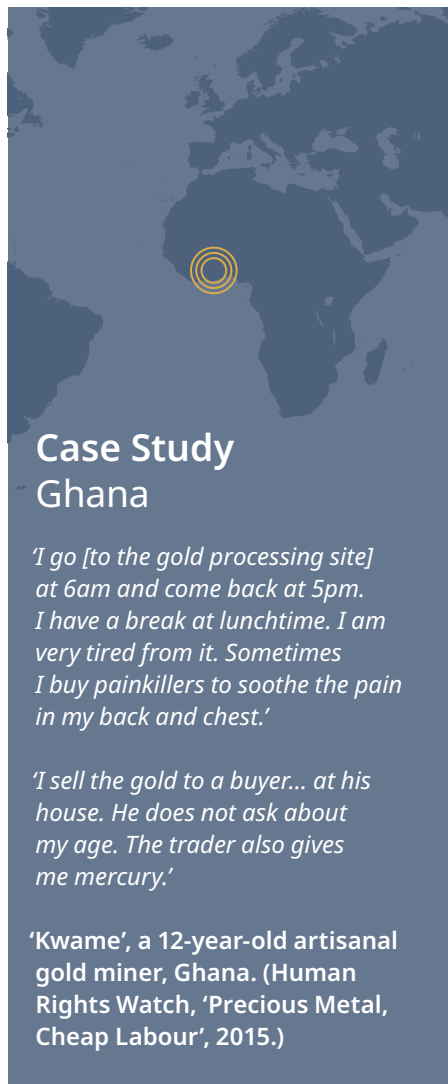 Case Study
Ghana
‘I go [to the gold processing site]
at 6am and come back at 5pm.
I have a break at lunchtime. I am
very tired from it. Sometimes
I buy painkillers to soothe the pain
in my back and chest.’
‘I sell the gold to a buyer... at his
house. He does not ask about
my age. The trader also gives
me mercury.’
‘Kwame’, a 12-year-old artisanal
gold miner, Ghana. (Human
Rights Watch, ‘Precious Metal,
Cheap Labour’, 2015.)